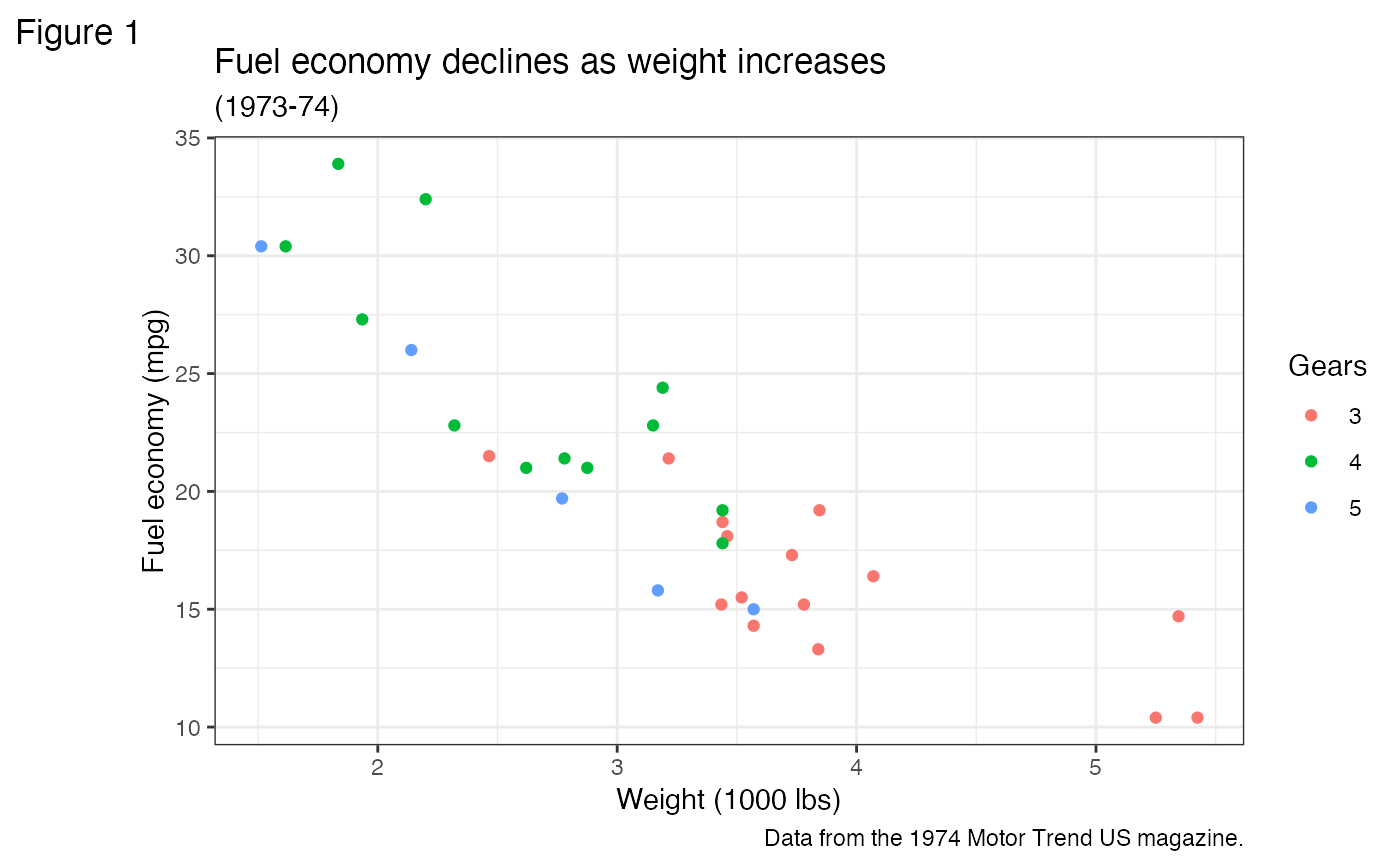 Figure 1
Fuel economy declines as weight increases
(1973-74)
35
30
25
20
15
10
Fuel economy (mpg)
2 3 4 5
Weight (1000 lbs)
Gears
3
4
5
Data from the 1974 Motor Trend US magazine.